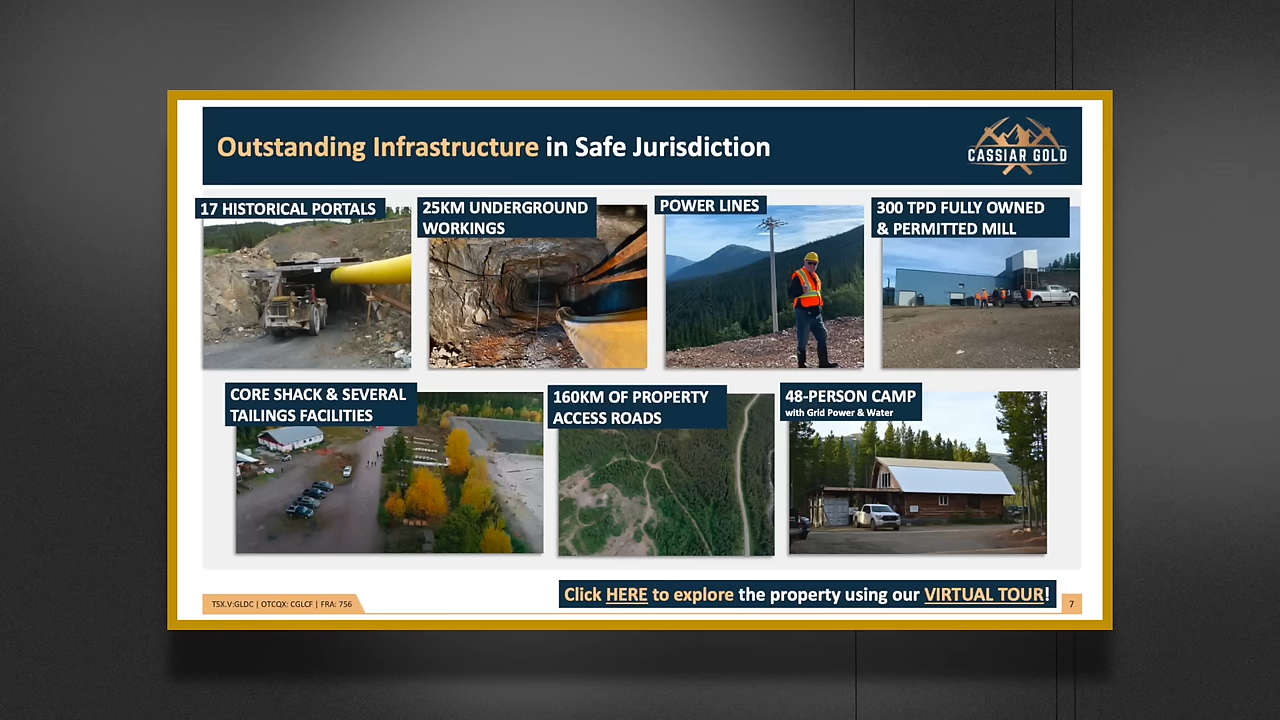 Outstanding Infrastructure in Safe Jurisdiction
CASSIAR GOLD
17 HISTORICAL PORTALS
25KM UNDERGROUND
WORKINGS
POWER LINES
300 TPD FULLY OWNED
& PERMITTED MILL
CORE SHACK & SEVERAL
TAILINGS FACILITIES
160KM OF PROPERTY
ACCESS ROADS
48-PERSON CAMP
with Grid Power & Water
Click HERE to explore the property using our VIRTUAL TOUR!
TSX.V:GLDC | OTCQX: CGLCF | FRA: 756
7